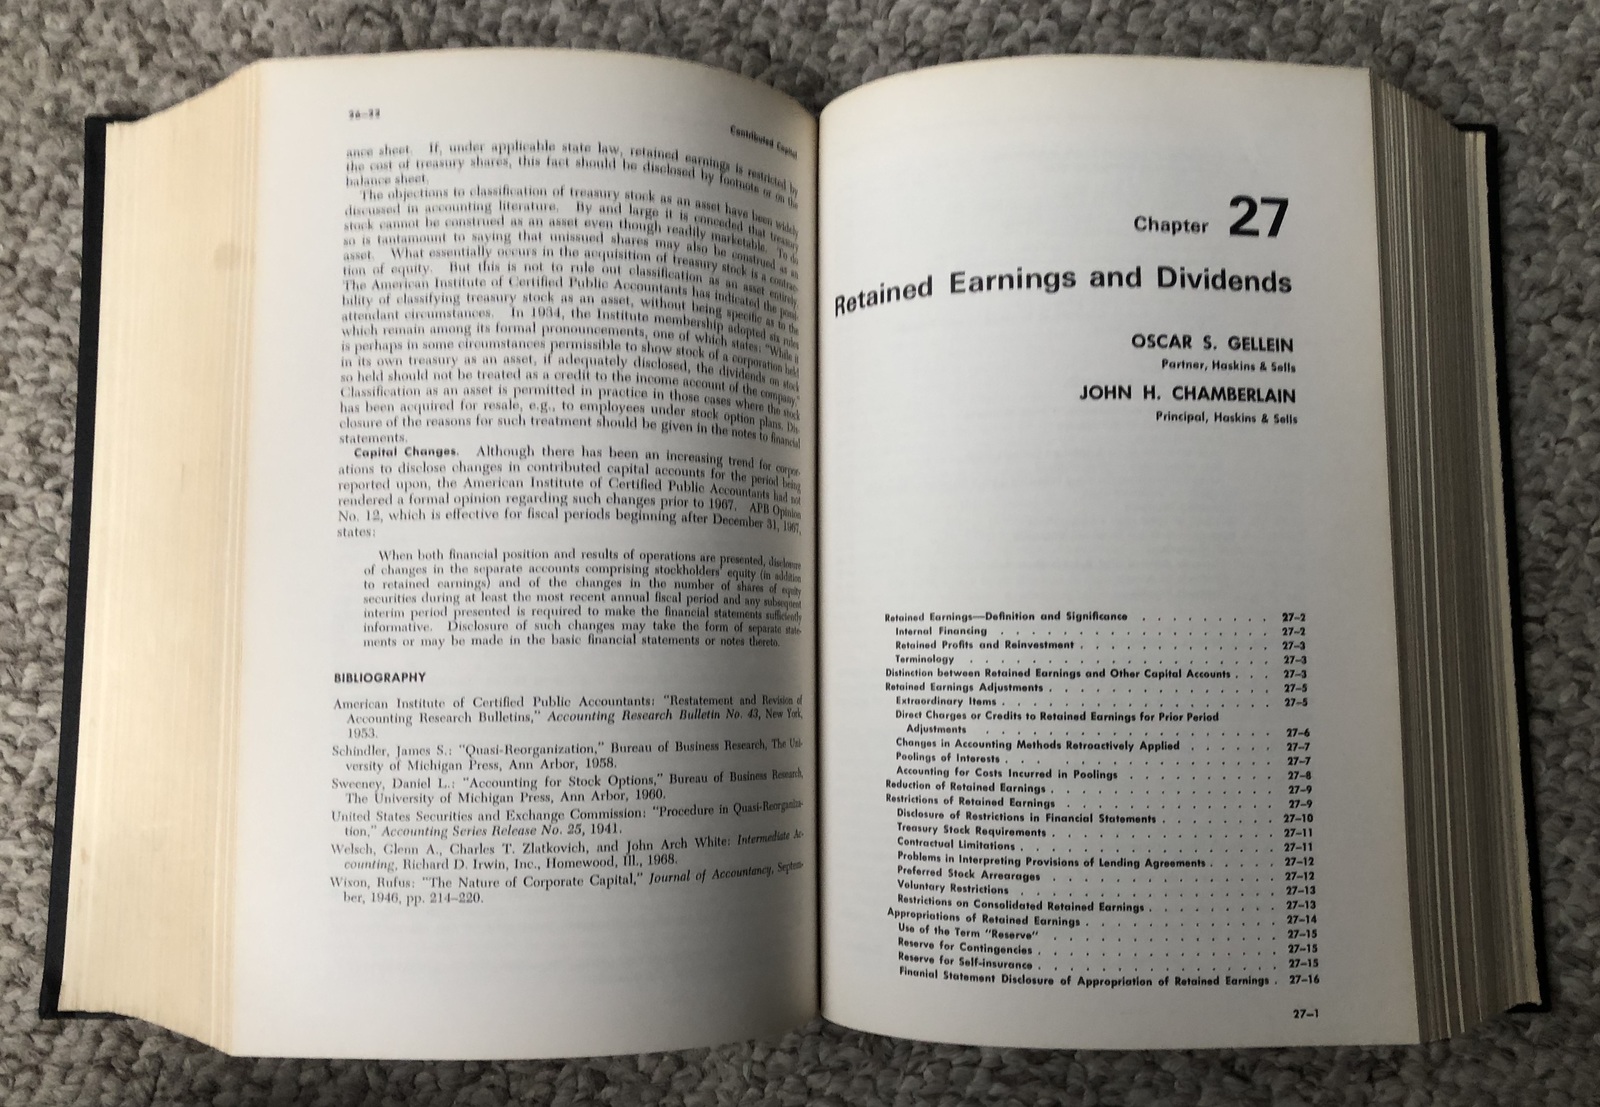 26–22
Contributed Capital
ance sheet. If, under applicable state law, retained earnings is restricted by
the cost of treasury shares, this fact should be disclosed by footnote or on the
balance sheet.
The objections to classification of treasury stock as an asset have been widely
discussed in accounting literature. By and large it is conceded that treasury
stock cannot be construed as an asset even though readily marketable. To do
so is tantamount to saying that unissued shares may also be construed as an
asset. What essentially occurs in the acquisition of treasury stock is a contrac-
tion of equity. But this is not to rule out classification as an asset entirely.
The American Institute of Certified Public Accountants has indicated the possi-
bility of classifying treasury stock as an asset, without being specific as to the
attendant circumstances. In 1934, the Institute membership adopted six rules
which remain among its formal pronouncements, one of which states: "While it
is perhaps in some circumstances permissible to show stock of a corporation held
in its own treasury as an asset, if adequately disclosed, the dividends on stock
so held should not be treated as a credit to the income account of the company."
Classification as an asset is permitted in practice in those cases where the stock
has been acquired for resale, e.g., to employees under stock option plans. Dis-
closure of the reasons for such treatment should be given in the notes to financial
statements.
Capital Changes. Although there has been an increasing trend for corpor-
ations to disclose changes in contributed capital accounts for the period being
reported upon, the American Institute of Certified Public Accountants had not
rendered a formal opinion regarding such changes prior to 1967. APB Opinion
No. 12, which is effective for fiscal periods beginning after December 31, 1967,
states:
When both financial position and results of operations are presented, disclosure
of changes in the separate accounts comprising stockholders' equity (in addition
to retained earnings) and of the changes in the number of shares of equity
securities during at least the most recent annual fiscal period and any subsequent
interim period presented is required to make the financial statements sufficiently
informative. Disclosure of such changes may take the form of separate state-
ments or may be made in the basic financial statements or notes thereto.
BIBLIOGRAPHY
American Institute of Certified Public Accountants: "Restatement and Revision of
Accounting Research Bulletins," Accounting Research Bulletin No. 43, New York,
1953.
Schindler, James S.: "Quasi-Reorganization," Bureau of Business Research, The Uni-
versity of Michigan Press, Ann Arbor, 1958.
Sweeney, Daniel L.: "Accounting for Stock Options," Bureau of Business Research,
The University of Michigan Press, Ann Arbor, 1960.
United States Securities and Exchange Commission: "Procedure in Quasi-Reorganiza-
tion," Accounting Series Release No. 25, 1941.
Welsch, Glenn A., Charles T. Zlatkovich, and John Arch White: Intermediate Ac-
counting, Richard D. Irwin, Inc., Homewood, Ill., 1968.
Wixon, Rufus: "The Nature of Corporate Capital," Journal of Accountancy, Septem-
ber, 1946, pp. 214–220.
Chapter 27
Retained Earnings and Dividends
OSCAR S. GELLEIN
Partner, Haskins & Sells
JOHN H. CHAMBERLAIN
Principal, Haskins & Sells
Retained Earnings—Definition and Significance . . . . . . . . . 27–2
Internal Financing . . . . . . . . . . . . . . . . . . 27–2
Retained Profits and Reinvestment . . . . . . . . . . . . 27–3
Terminology . . . . . . . . . . . . . . . . . . . . 27–3
Distinction between Retained Earnings and Other Capital Accounts . . . 27–3
Retained Earnings Adjustments . . . . . . . . . . . . . . 27–5
Extraordinary Items . . . . . . . . . . . . . . . . . 27–5
Direct Charges or Credits to Retained Earnings for Prior Period
Adjustments . . . . . . . . . . . . . . . . . . . 27–6
Changes in Accounting Methods Retroactively Applied . . . . . . 27–7
Poolings of Interests . . . . . . . . . . . . . . . . . 27–7
Accounting for Costs Incurred in Poolings . . . . . . . . . . 27–8
Reduction of Retained Earnings . . . . . . . . . . . . . . 27–9
Restrictions of Retained Earnings . . . . . . . . . . . . . 27–9
Disclosure of Restrictions in Financial Statements . . . . . . . 27–10
Treasury Stock Requirements . . . . . . . . . . . . . . 27–11
Contractual Limitations . . . . . . . . . . . . . . . . 27–11
Problems in Interpreting Provisions of Lending Agreements . . . . 27–12
Preferred Stock Arrearages . . . . . . . . . . . . . . . 27–12
Voluntary Restrictions . . . . . . . . . . . . . . . . 27–13
Restrictions on Consolidated Retained Earnings . . . . . . . . 27–13
Appropriations of Retained Earnings . . . . . . . . . . . . 27–14
Use of the Term "Reserve" . . . . . . . . . . . . . . . 27–15
Reserve for Contingencies . . . . . . . . . . . . . . . 27–15
Reserve for Self-insurance . . . . . . . . . . . . . . . 27–15
Finanial Statement Disclosure of Appropriation of Retained Earnings . 27–16
27–1